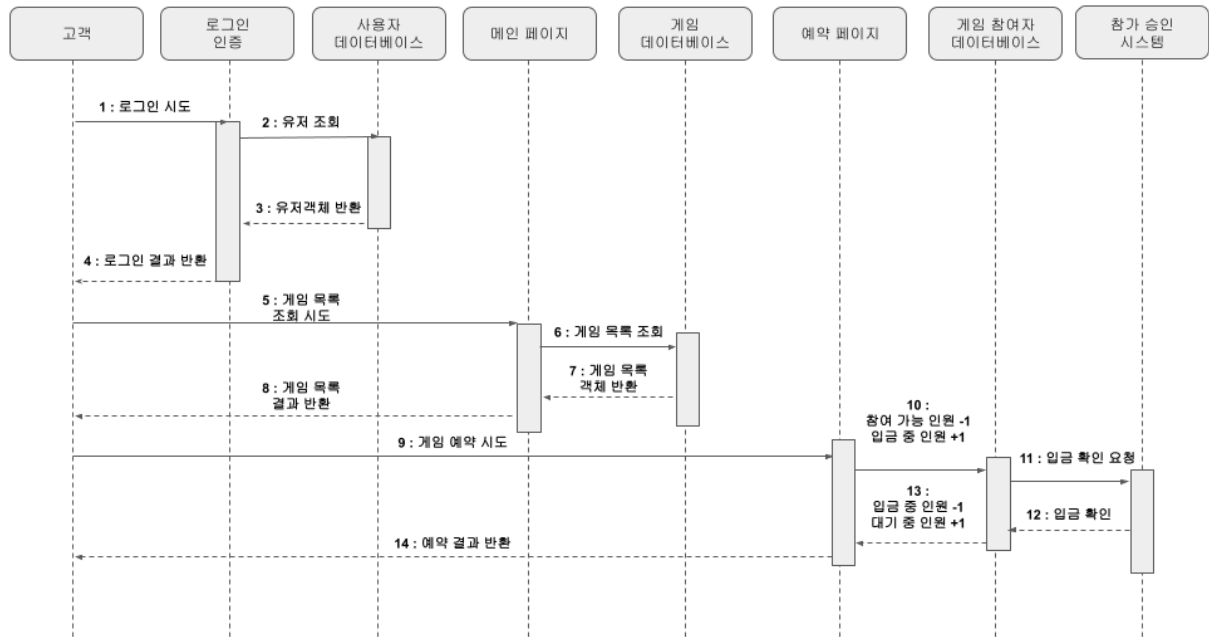 고객
로그인
인증
사용자
데이터베이스
메인 페이지
게임
데이터베이스
예약 페이지
게임 참여자
데이터베이스
참가 승인
시스템
1 : 로그인 시도
2 : 유저 조회
3 : 유저객체 반환
4 : 로그인 결과 반환
5 : 게임 목록
조회 시도
6 : 게임 목록 조회
7 : 게임 목록
객체 반환
8 : 게임 목록
결과 반환
9 : 게임 예약 시도
10 :
참여 가능 인원 -1
입금 중 인원 +1
11 : 입금 확인 요청
12 : 입금 확인
13 :
입금 중 인원 -1
대기 중 인원 +1
14 : 예약 결과 반환